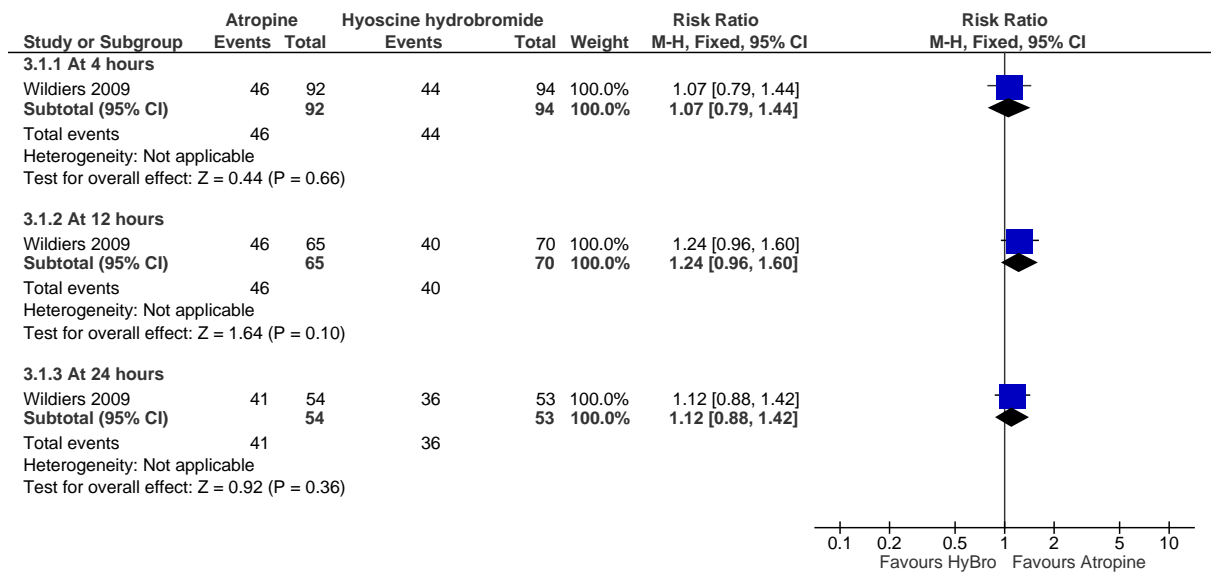 Atropine Hyoscine hydrobromide Risk Ratio Risk Ratio
Study or Subgroup Events Total Events Total Weight M-H, Fixed, 95% CI M-H, Fixed, 95% CI
3.1.1 At 4 hours
Wildiers 2009 46 92 44 94 100.0% 1.07 [0.79, 1.44]
Subtotal (95% CI) 92 94 100.0% 1.07 [0.79, 1.44]
Total events 46 44
Heterogeneity: Not applicable
Test for overall effect: Z = 0.44 (P = 0.66)
3.1.2 At 12 hours
Wildiers 2009 46 65 40 70 100.0% 1.24 [0.96, 1.60]
Subtotal (95% CI) 65 70 100.0% 1.24 [0.96, 1.60]
Total events 46 40
Heterogeneity: Not applicable
Test for overall effect: Z = 1.64 (P = 0.10)
3.1.3 At 24 hours
Wildiers 2009 41 54 36 53 100.0% 1.12 [0.88, 1.42]
Subtotal (95% CI) 54 53 100.0% 1.12 [0.88, 1.42]
Total events 41 36
Heterogeneity: Not applicable
Test for overall effect: Z = 0.92 (P = 0.36)
0.1 0.2 0.5 1 2 5 10
Favours HyBro Favours Atropine